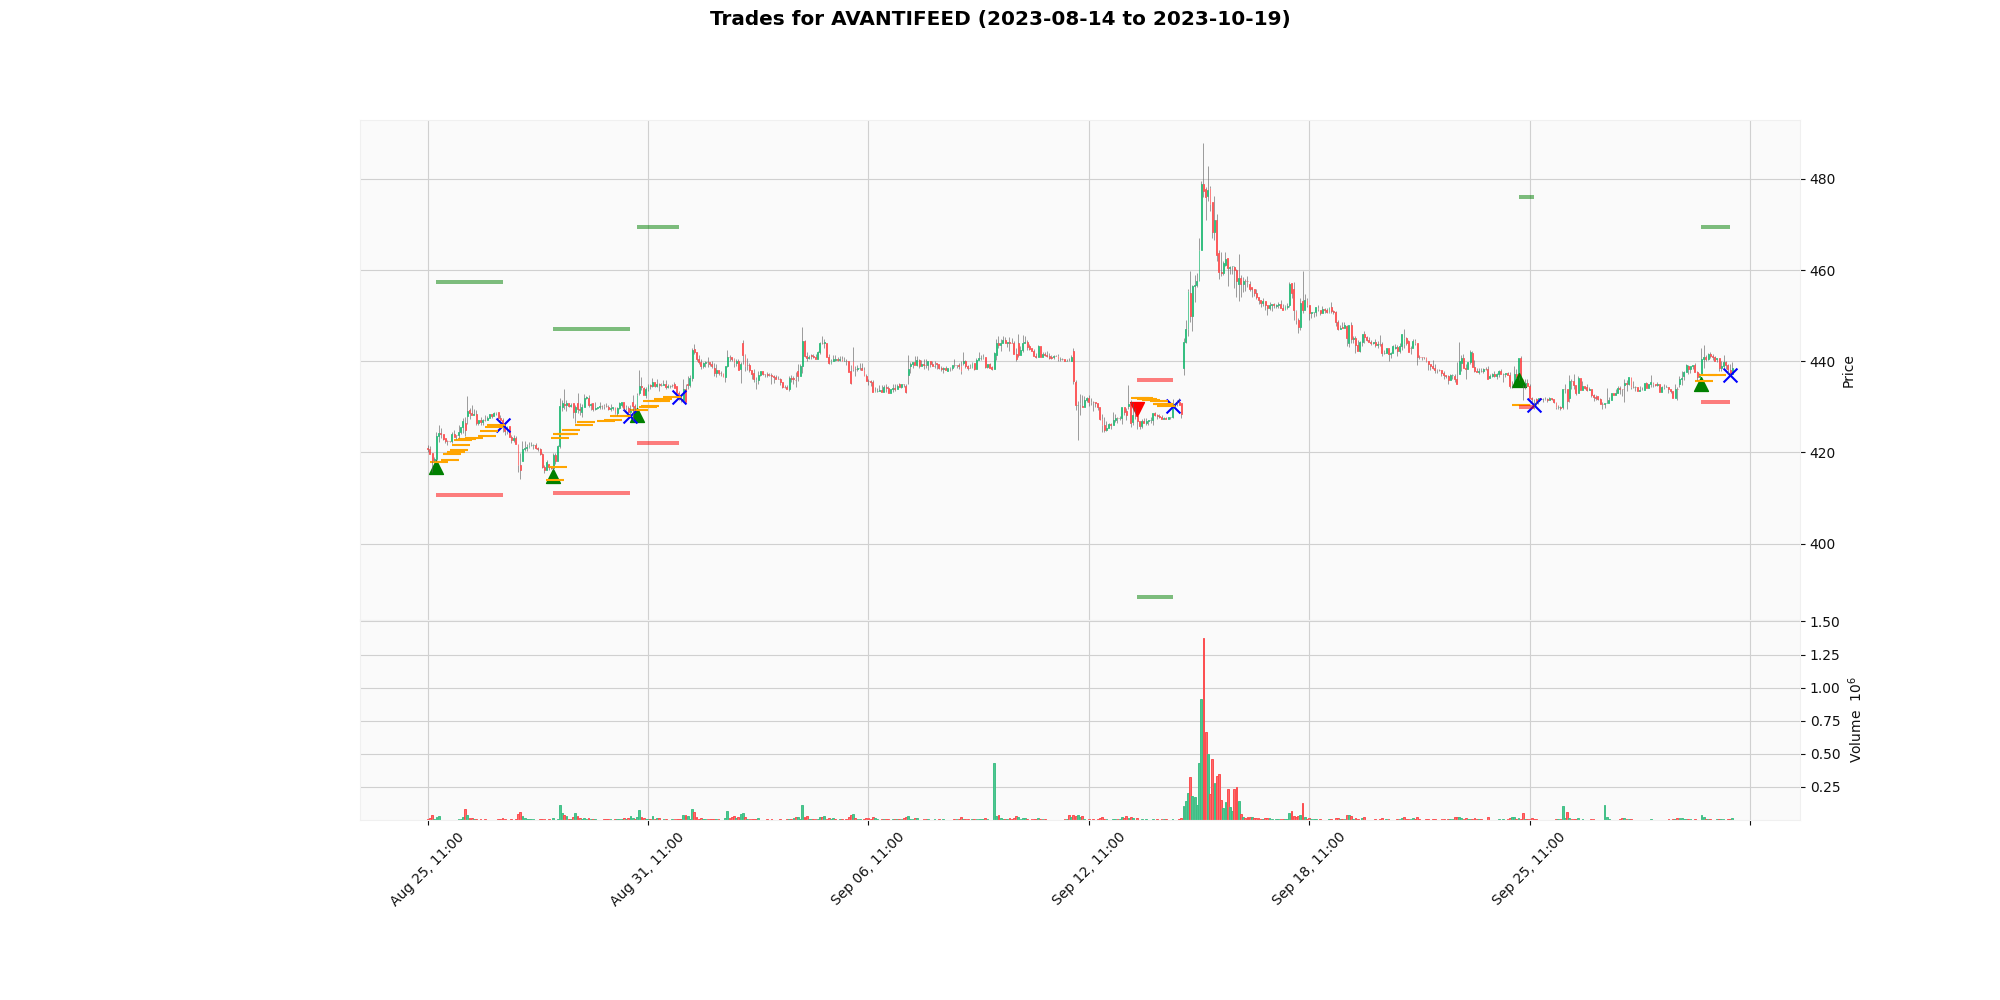 Trades for AVANTIFEED (2023-08-14 to 2023-10-19)
480
460
440
420
400
Price
1.50
1.25
1.00
0.75
0.50
0.25
Volume 10^6
Aug 25, 11:00
Aug 31, 11:00
Sep 06, 11:00
Sep 12, 11:00
Sep 18, 11:00
Sep 25, 11:00